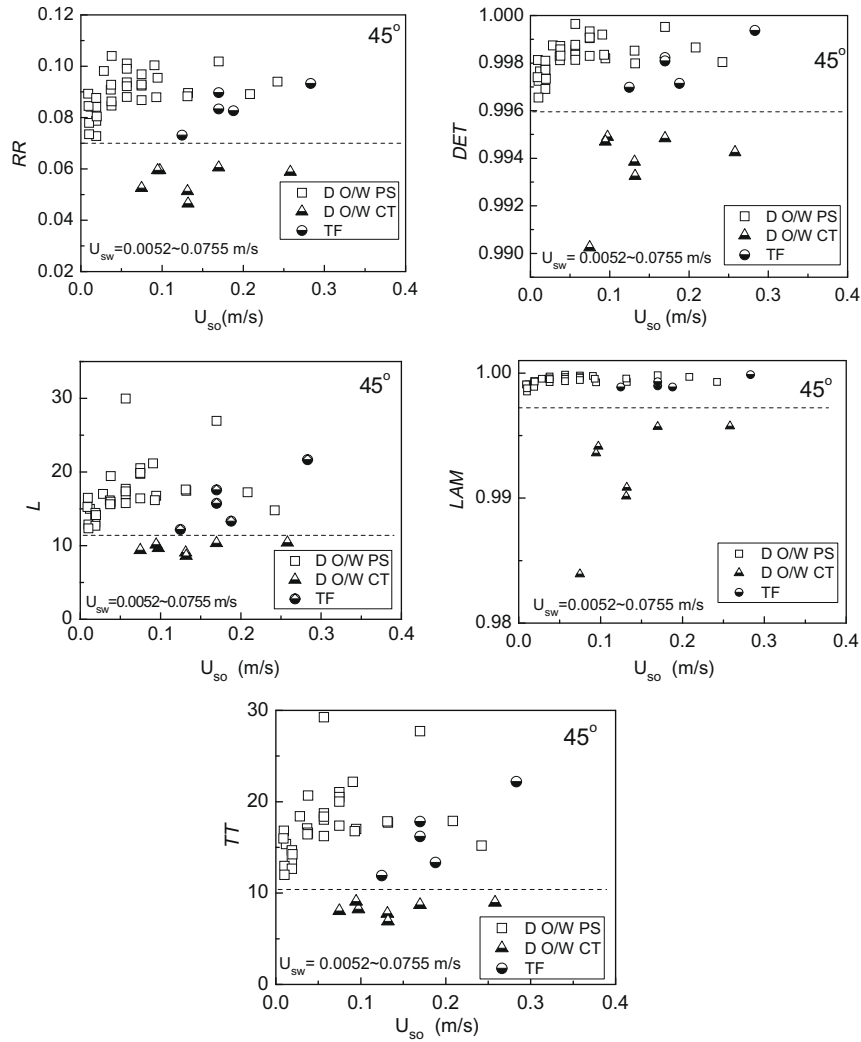 45°
0.12
0.10
0.08
0.06
0.04
0.02
RR
D O/W PS
D O/W CT
TF
U_sw=0.0052~0.0755 m/s
0.0 0.1 0.2 0.3 0.4
U_so(m/s)
45°
1.000
0.998
0.996
0.994
0.992
0.990
DET
D O/W PS
D O/W CT
TF
U_sw=0.0052~0.0755 m/s
0.0 0.1 0.2 0.3 0.4
U_so(m/s)
45°
30
20
10
0
L
D O/W PS
D O/W CT
TF
U_sw=0.0052~0.0755 m/s
0.0 0.1 0.2 0.3 0.4
U_so (m/s)
45°
1.00
0.99
0.98
LAM
D O/W PS
D O/W CT
TF
U_sw=0.0052~0.0755 m/s
0.0 0.1 0.2 0.3 0.4
U_so (m/s)
45°
30
20
10
0
TT
D O/W PS
D O/W CT
TF
U_sw= 0.0052~0.0755 m/s
0.0 0.1 0.2 0.3 0.4
U_so (m/s)